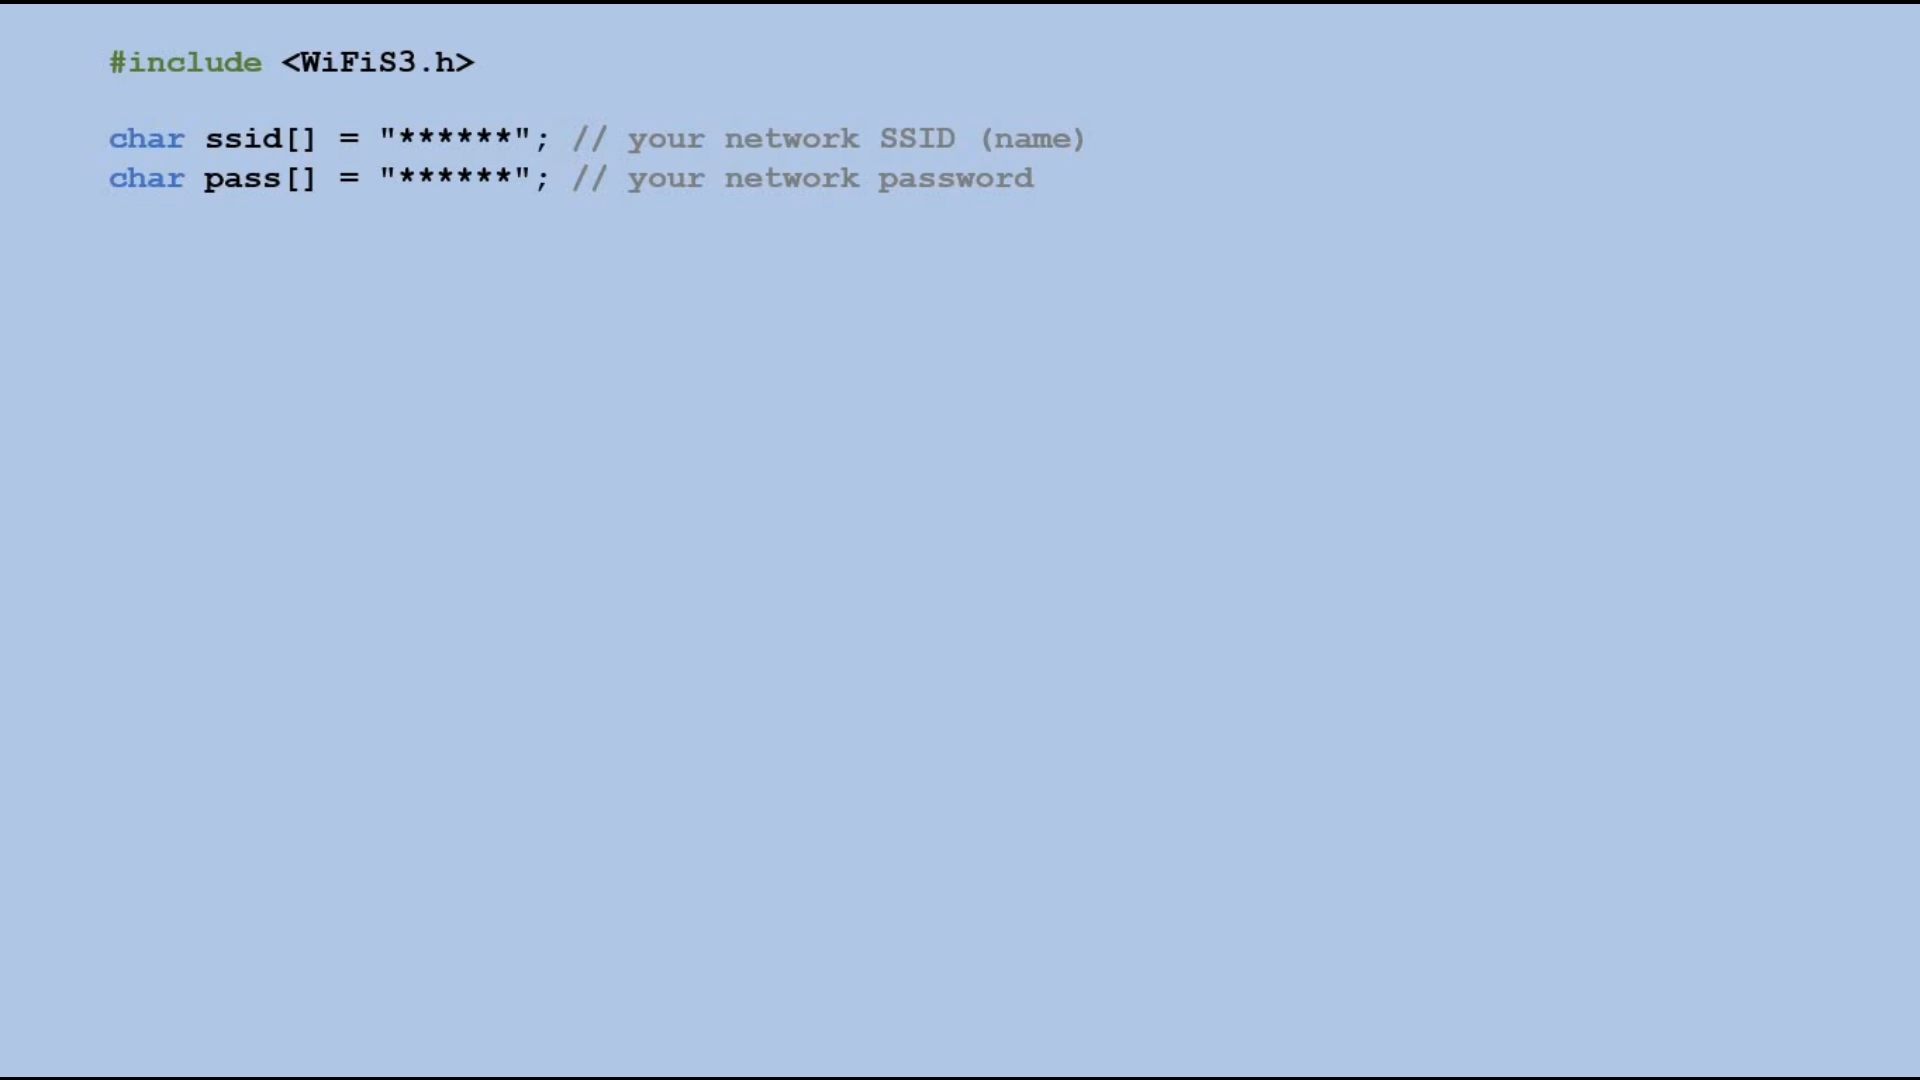 #include <WiFiS3.h>
char ssid[] = "******"; // your network SSID (name)
char pass[] = "******"; // your network password